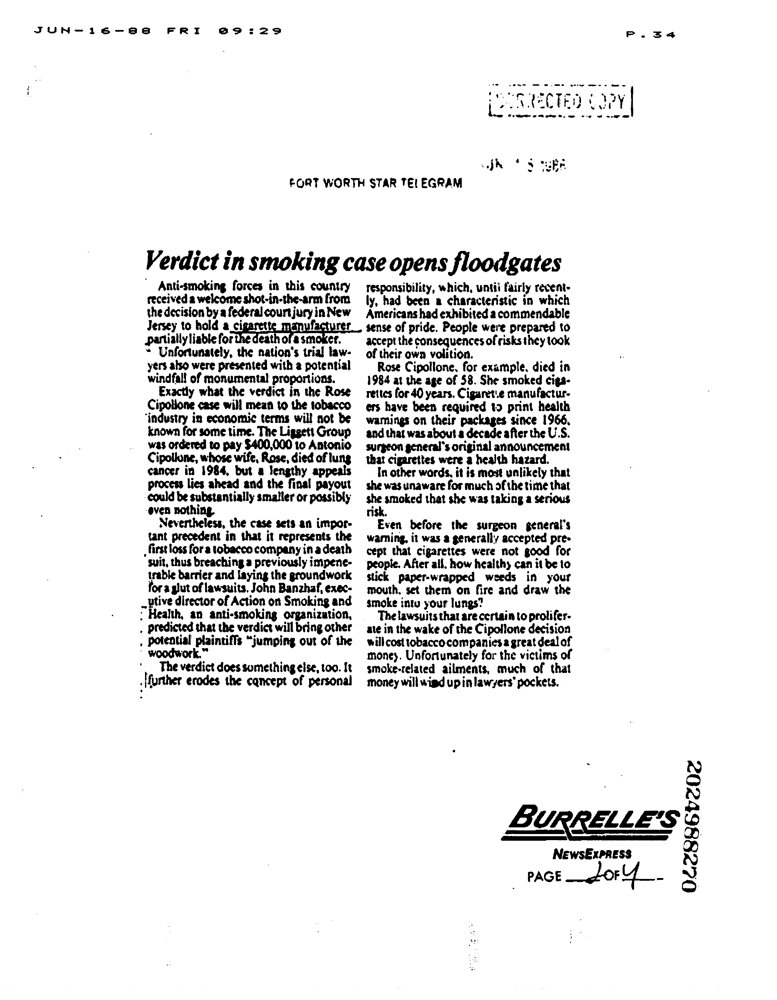 JUN-16-88 FRI 09:29
P.34
CORRECTED COPY
FORT WORTH STAR TELEGRAM
Verdict in smoking case opens floodgates
Anti-smoking forces in this country
received a welcome shot-in-the-arm from
the decision by a federal court jury in New
Jersey to hold a cigarette manufacturer
partially liable for the death of a smoker.
Unfortunately, the nation's trial law-
yers also were presented with a potential
windfall of monumental proportions.
Exactly what the verdict in the Rose
Cipollone case will mean to the tobacco
industry in economic terms will not be
known for some time. The Liggett Group
was ordered to pay $400,000 to Antonio
Cipollone, whose wife, Rose, died of lung
cancer in 1984, but a lengthy appeals
process lies ahead and the final payout
could be substantially smaller or possibly
even nothing.
Nevertheless, the case sets an impor-
tant precedent in that it represents the
first loss for a tobacco company in a death
suit, thus breaching a previously impene-
trable barrier and laying the groundwork
for a glut of lawsuits. John Banzhaf, exec-
utive director of Action on Smoking and
Health, an anti-smoking organization,
predicted that the verdict will bring other
potential plaintiffs "jumping out of the
woodwork."
The verdict does something else, too. It
further erodes the concept of personal
responsibility, which, until fairly recent-
ly, had been a characteristic in which
Americans had exhibited a commendable
sense of pride. People were prepared to
accept the consequences of risks they took
of their own volition.
Rose Cipollone, for example, died in
1984 at the age of 58. She smoked ciga-
rettes for 40 years. Cigarette manufactur-
ers have been required to print health
warnings on their packages since 1966,
and that was about a decade after the U.S.
surgeon general's original announcement
that cigarettes were a health hazard.
In other words, it is most unlikely that
she was unaware for much of the time that
she smoked that she was taking a serious
risk.
Even before the surgeon general's
warning, it was a generally accepted pre-
cept that cigarettes were not good for
people. After all, how healthy can it be to
stick paper-wrapped weeds in your
mouth, set them on fire and draw the
smoke into your lungs?
The lawsuits that are certain to prolifer-
ate in the wake of the Cipollone decision
will cost tobacco companies a great deal of
money. Unfortunately for the victims of
smoke-related ailments, much of that
money will wind up in lawyers' pockets.
BURRELLE'S
NEWSEXPRESS
PAGE 2 OF 4
2024988270